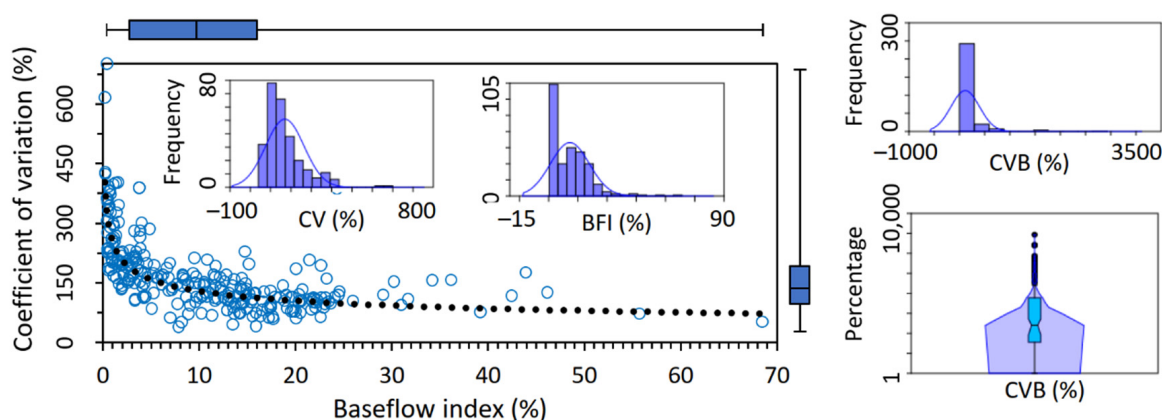 Coefficient of variation (%)
600
450
300
150
0
0 10 20 30 40 50 60 70
Baseflow index (%)
Frequency
80
0
−100 CV (%) 800
105
0
−15 BFI (%) 90
Frequency
300
0
−1000 CVB (%) 3500
Percentage
10,000
1
CVB (%)